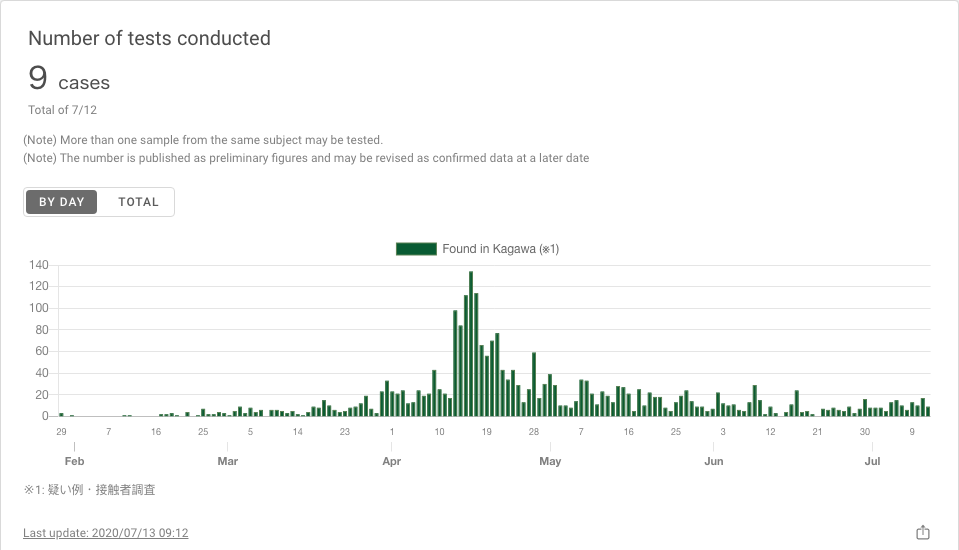 Number of tests conducted
9 cases
Total of 7/12
(Note) More than one sample from the same subject may be tested.
(Note) The number is published as preliminary figures and may be revised as confirmed data at a later date
BY DAY TOTAL
Found in Kagawa (※1)
140
120
100
80
60
40
20
0
29 7 16 25 5 14 23 1 10 19 28 7 16 25 3 12 21 30 9
Feb Mar Apr May Jun Jul
※1: 疑い例・接触者調査
Last update: 2020/07/13 09:12